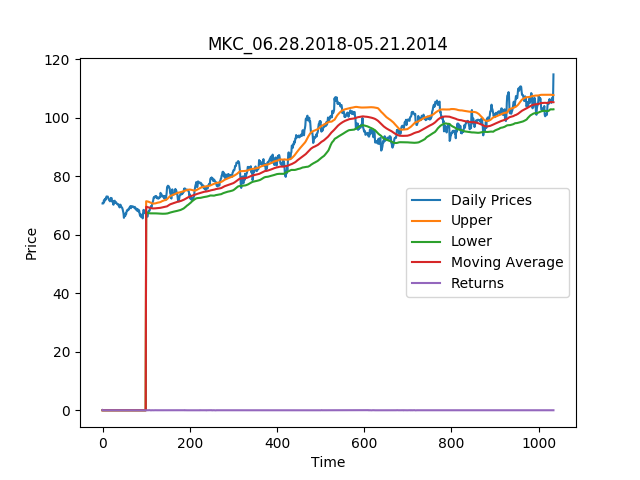 MKC_06.28.2018-05.21.2014
120
100
80
60
40
20
0
Price
Daily Prices
Upper
Lower
Moving Average
Returns
0 200 400 600 800 1000
Time